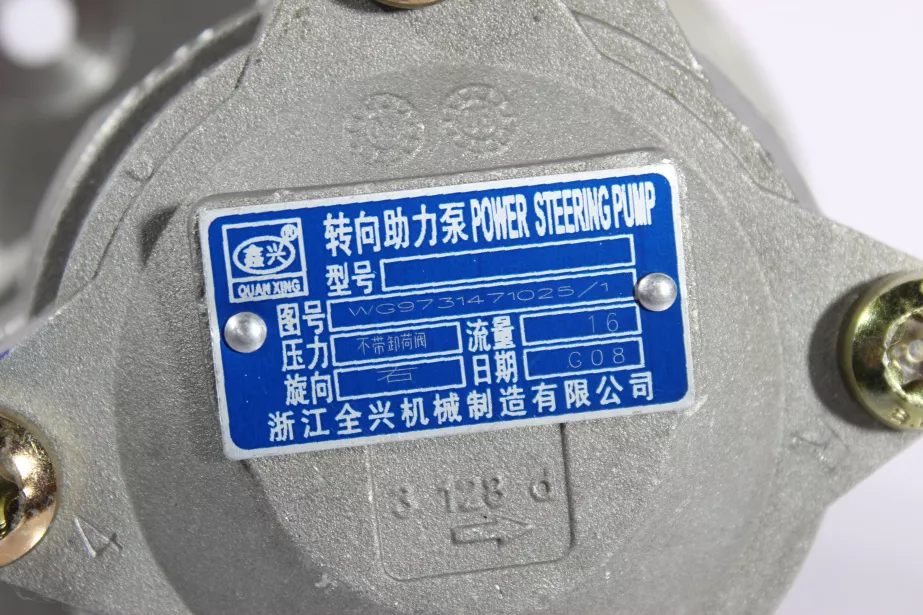 鑫兴
QUAN XING
转向助力泵 POWER STEERING PUMP
型号
图号 WG9731471025/1
压力 不带卸荷阀 流量 16
旋向 右 日期 G08
浙江全兴机械制造有限公司
3 128 d
4